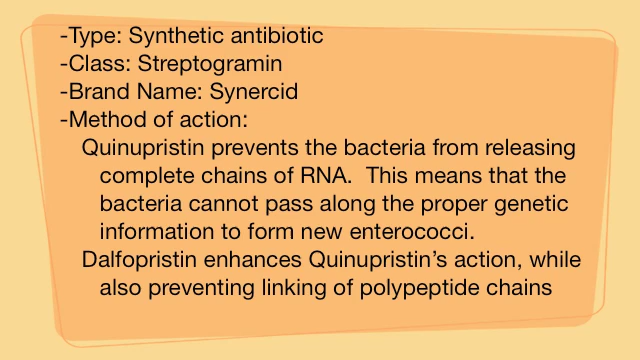 -Type: Synthetic antibiotic
-Class: Streptogramin
-Brand Name: Synercid
-Method of action:
Quinupristin prevents the bacteria from releasing
complete chains of RNA.  This means that the
bacteria cannot pass along the proper genetic
information to form new enterococci.
Dalfopristin enhances Quinupristin’s action, while
also preventing linking of polypeptide chains